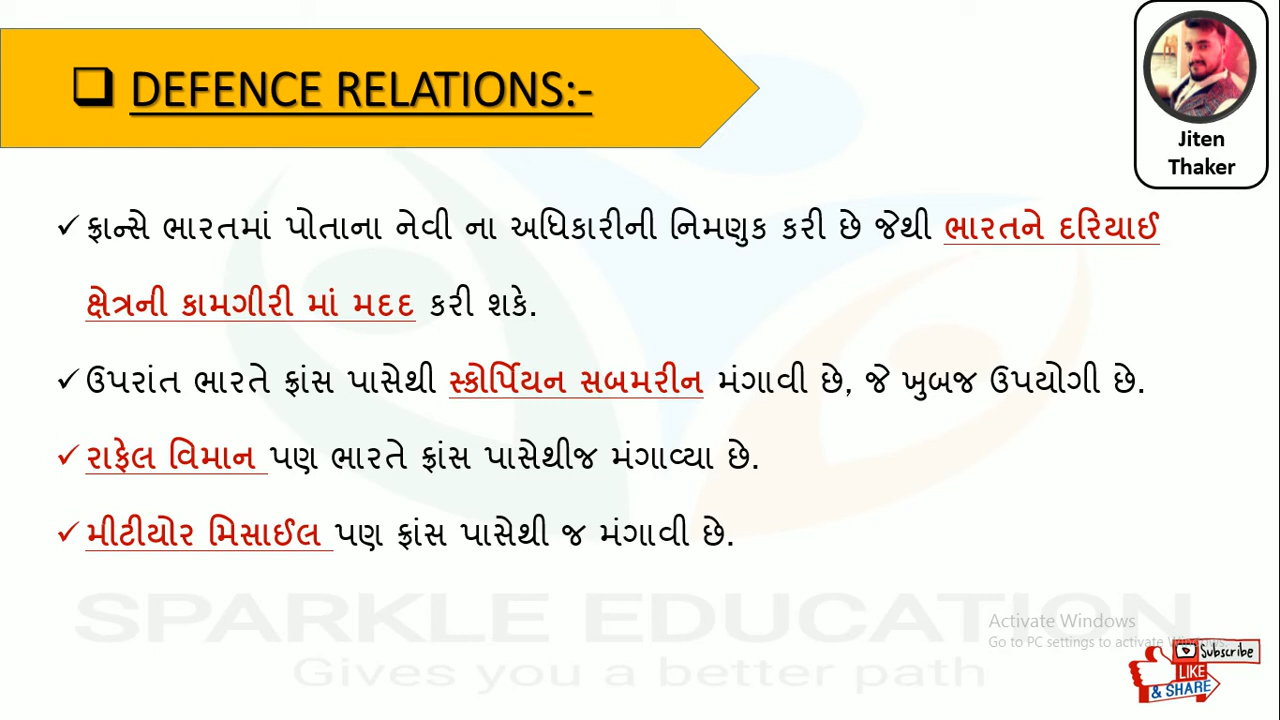 DEFENCE RELATIONS:-
Jiten
Thaker
ફ્રાન્સે ભારતમાં પોતાના નેવી ના અધિકારીની નિમણુક કરી છે જેથી ભારતને દરિયાઈ
ક્ષેત્રની કામગીરી માં મદદ કરી શકે.
ઉપરાંત ભારતે ફ્રાંસ પાસેથી સ્કોર્પિયન સબમરીન મંગાવી છે, જે ખુબજ ઉપયોગી છે.
રાફેલ વિમાન પણ ભારતે ફ્રાંસ પાસેથીજ મંગાવ્યા છે.
મીટીયોર મિસાઈલ પણ ફ્રાંસ પાસેથી જ મંગાવી છે.
SPARKLE EDUCATION
Gives you a better path
Activate Windows
Go to PC settings to activate Windows.
Subscribe
LIKE
& SHARE